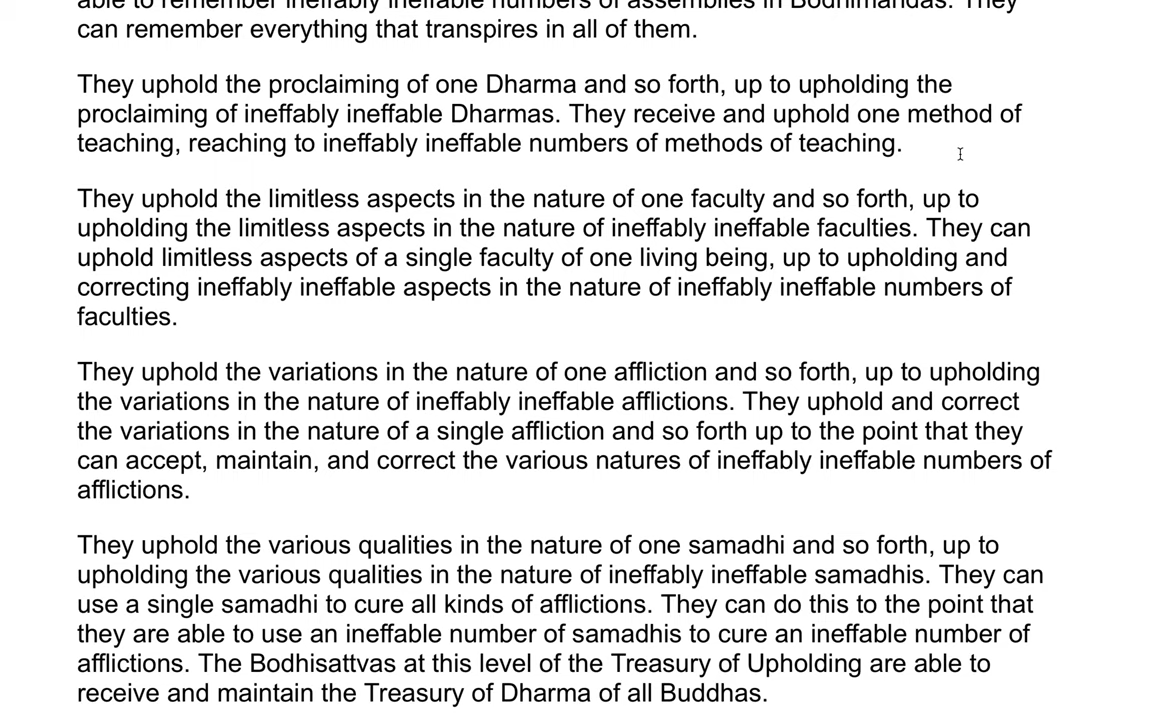 able to remember ineffably ineffable numbers of assemblies in Bodhimandas. They
can remember everything that transpires in all of them.
They uphold the proclaiming of one Dharma and so forth, up to upholding the
proclaiming of ineffably ineffable Dharmas. They receive and uphold one method of
teaching, reaching to ineffably ineffable numbers of methods of teaching.
They uphold the limitless aspects in the nature of one faculty and so forth, up to
upholding the limitless aspects in the nature of ineffably ineffable faculties. They can
uphold limitless aspects of a single faculty of one living being, up to upholding and
correcting ineffably ineffable aspects in the nature of ineffably ineffable numbers of
faculties.
They uphold the variations in the nature of one affliction and so forth, up to upholding
the variations in the nature of ineffably ineffable afflictions. They uphold and correct
the variations in the nature of a single affliction and so forth up to the point that they
can accept, maintain, and correct the various natures of ineffably ineffable numbers of
afflictions.
They uphold the various qualities in the nature of one samadhi and so forth, up to
upholding the various qualities in the nature of ineffably ineffable samadhis. They can
use a single samadhi to cure all kinds of afflictions. They can do this to the point that
they are able to use an ineffable number of samadhis to cure an ineffable number of
afflictions. The Bodhisattvas at this level of the Treasury of Upholding are able to
receive and maintain the Treasury of Dharma of all Buddhas.